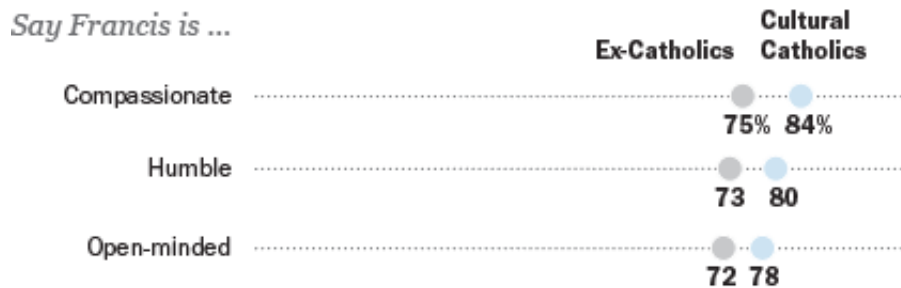 Say Francis is ...
Ex-Catholics
Cultural
Catholics
Compassionate
75% 84%
Humble
73 80
Open-minded
72 78